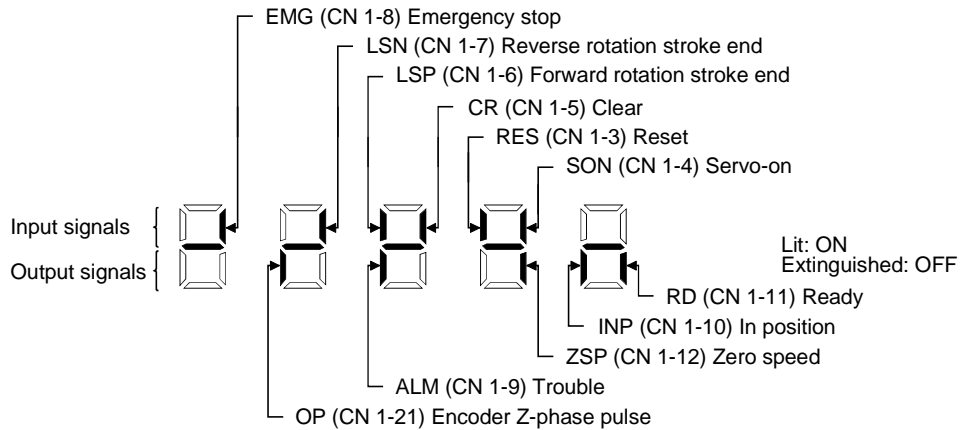 EMG (CN 1-8) Emergency stop
LSN (CN 1-7) Reverse rotation stroke end
LSP (CN 1-6) Forward rotation stroke end
CR (CN 1-5) Clear
RES (CN 1-3) Reset
SON (CN 1-4) Servo-on
Input signals
Output signals
Lit: ON
Extinguished: OFF
RD (CN 1-11) Ready
INP (CN 1-10) In position
ZSP (CN 1-12) Zero speed
ALM (CN 1-9) Trouble
OP (CN 1-21) Encoder Z-phase pulse